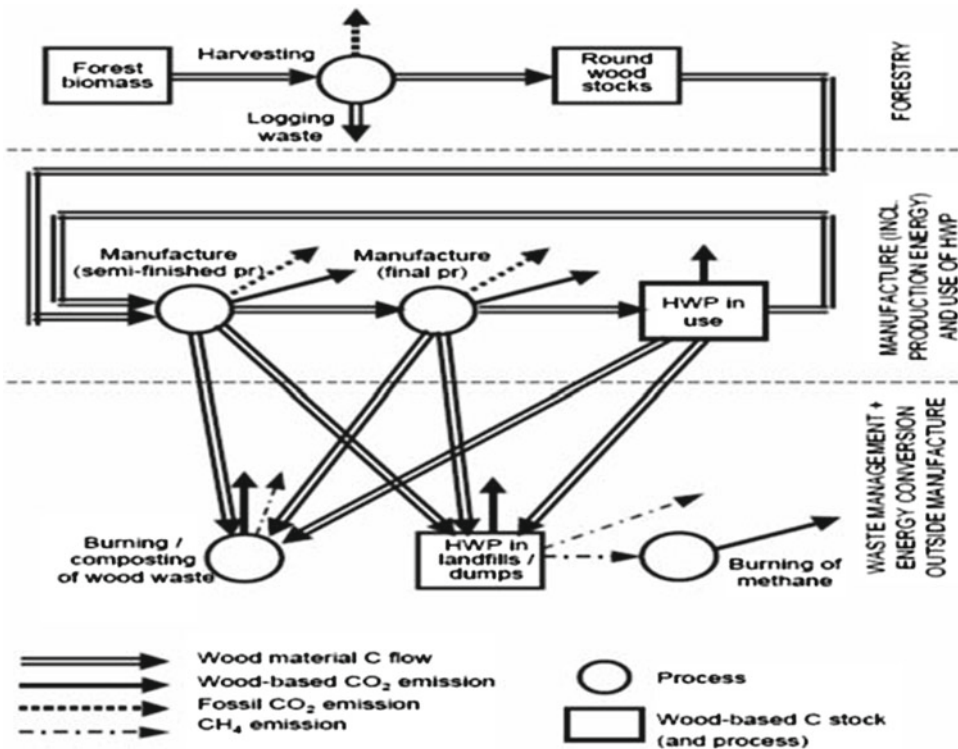 Forest
biomass
Harvesting
Logging
waste
Round
wood
stocks
FORESTRY
Manufacture
(semi-finished pr)
Manufacture
(final pr)
HWP in
use
MANUFACTURE (INCL.
PRODUCTION ENERGY)
AND USE OF HWP
Burning /
composting
of wood waste
HWP in
landfills /
dumps
Burning of
methane
WASTE MANAGEMENT +
ENERGY CONVERSION
OUTSIDE MANUFACTURE
Wood material C flow
Wood-based CO₂ emission
Fossil CO₂ emission
CH₄ emission
Process
Wood-based C stock
(and process)